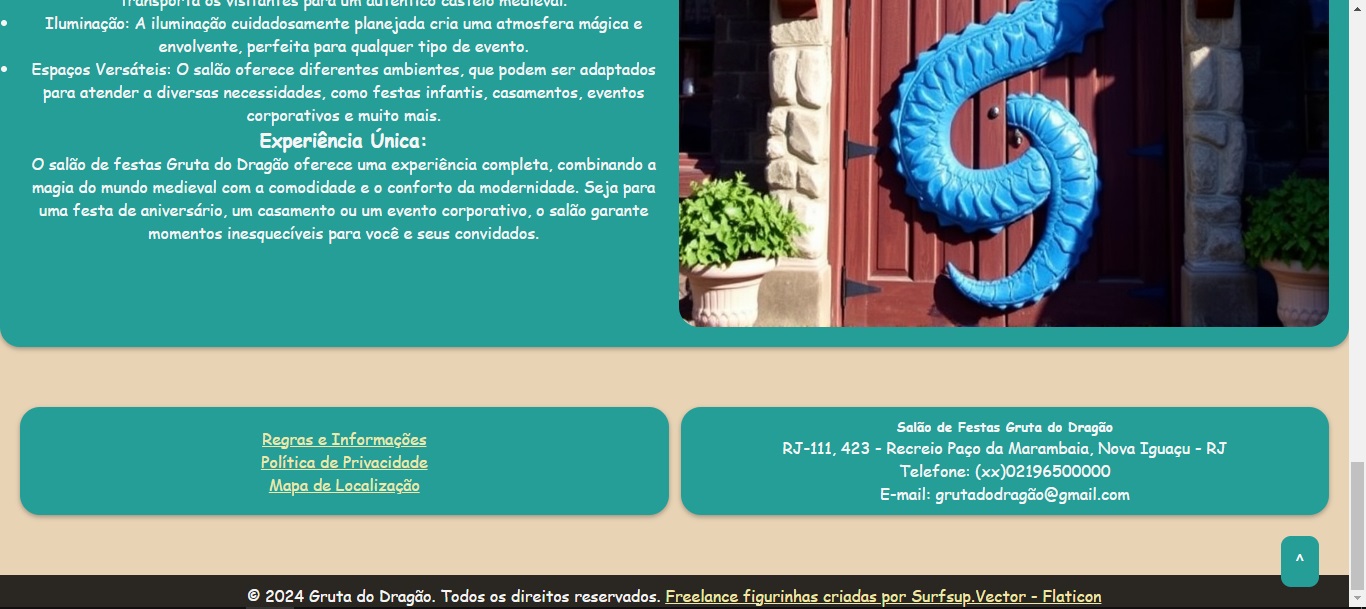 transporta os visitantes para um autêntico castelo medieval.
Iluminação: A iluminação cuidadosamente planejada cria uma atmosfera mágica e
envolvente, perfeita para qualquer tipo de evento.
Espaços Versáteis: O salão oferece diferentes ambientes, que podem ser adaptados
para atender a diversas necessidades, como festas infantis, casamentos, eventos
corporativos e muito mais.
Experiência Única:
O salão de festas Gruta do Dragão oferece uma experiência completa, combinando a
magia do mundo medieval com a comodidade e o conforto da modernidade. Seja para
uma festa de aniversário, um casamento ou um evento corporativo, o salão garante
momentos inesquecíveis para você e seus convidados.
Regras e Informações
Política de Privacidade
Mapa de Localização
Salão de Festas Gruta do Dragão
RJ-111, 423 - Recreio Paço da Marambaia, Nova Iguaçu - RJ
Telefone: (xx)02196500000
E-mail: grutadodragão@gmail.com
^
© 2024 Gruta do Dragão. Todos os direitos reservados. Freelance figurinhas criadas por Surfsup.Vector - Flaticon